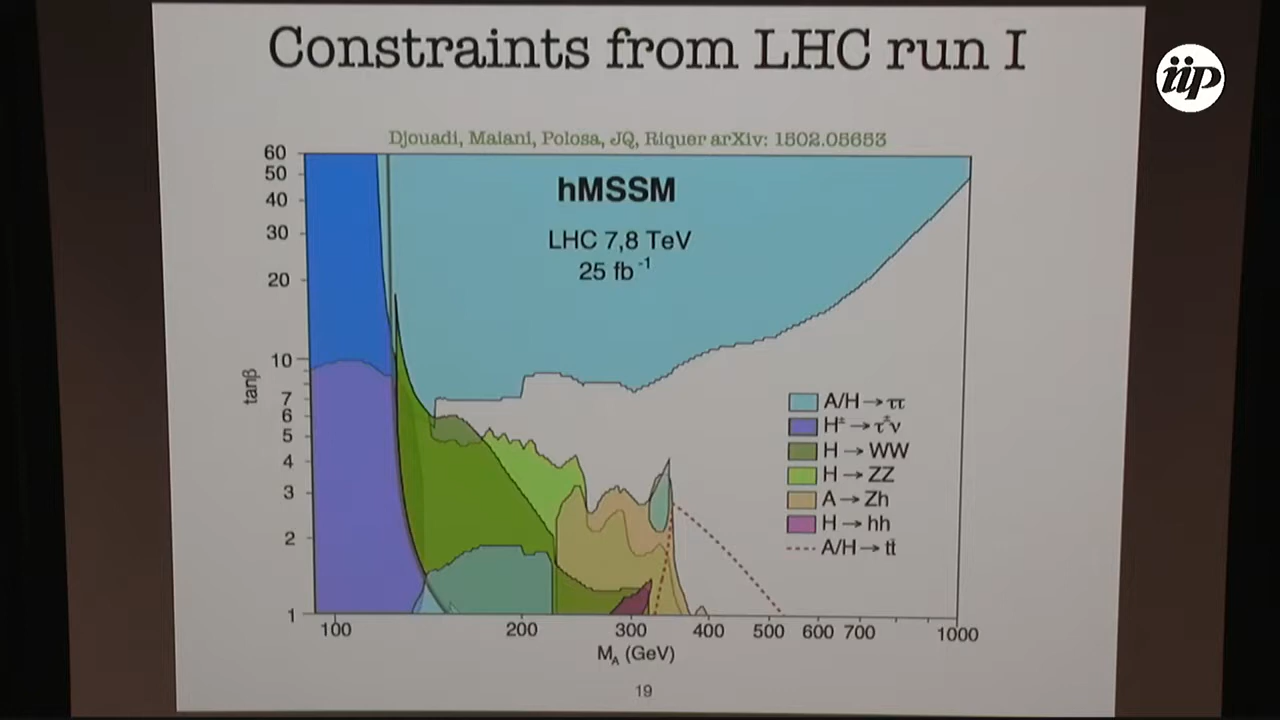 Constraints from LHC run I
iip
Djouadi, Maiani, Polosa, JQ, Riquer arXiv: 1502.05653
hMSSM
LHC 7,8 TeV
25 fb⁻¹
60
50
40
30
20
10
7
6
5
4
3
2
1
tanβ
A/H → ττ
H± → τ±ν
H → WW
H → ZZ
A → Zh
H → hh
A/H → tt̄
100 200 300 400 500 600 700 1000
M_A (GeV)
19